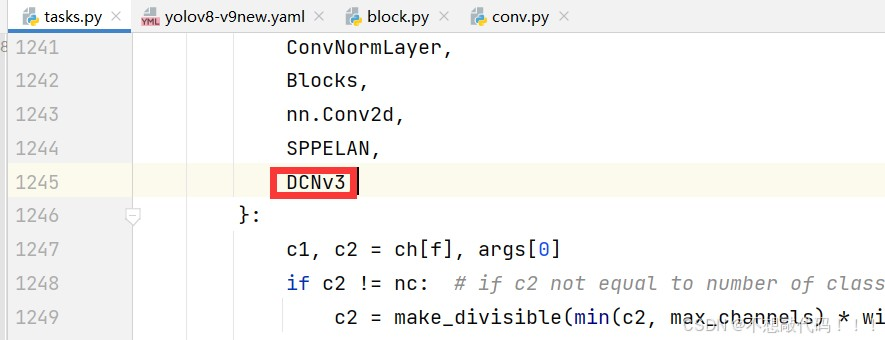 tasks.py yolov8-v9new.yaml block.py conv.py
1241 ConvNormLayer,
1242 Blocks,
1243 nn.Conv2d,
1244 SPPELAN,
1245 DCNv3
1246 }:
1247 c1, c2 = ch[f], args[0]
1248 if c2 != nc:  # if c2 not equal to number of class
1249 c2 = make_divisible(min(c2, max_channels) * wi
CSDN @不想敲代码！！！